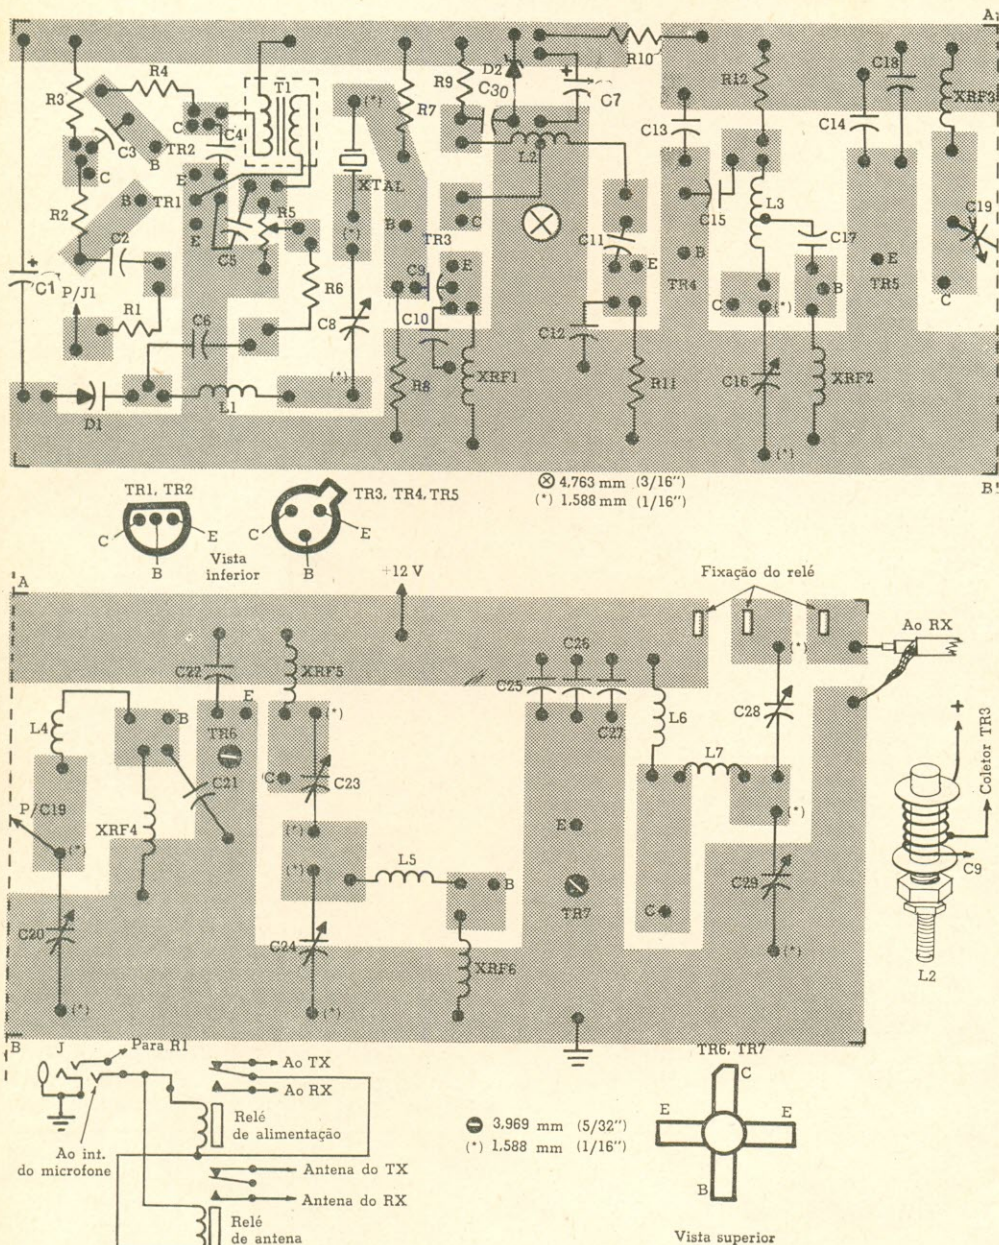 A
R10
D2
C30
C7
C18
R12
R3
R4
T1
R7
R9
XRF3
C
C4
C13
C14
(*)
C3
TR2
B
L2
C
E
XTAL
C15
L3
C19
B
TR1
R2
E
R5
C5
(*)
B
TR3
C
C11
B
TR4
C17
E
TR5
C2
C1
P/J1
R6
C9
E
E
C
(*)
B
C
R1
C6
C8
C10
C12
R11
C16
XRF2
(*)
R8
XRF1
D1
L1
(*)
B
4,763 mm (3/16")
(*) 1,588 mm (1/16")
TR1, TR2
TR3, TR4, TR5
C
E
B
Vista
inferior
C
E
B
+12 V
Fixação do relé
A
Ao RX
C22
XRF5
C26
C25
C27
(*)
L4
B
E
TR6
(*)
L6
C28
+
Coletor TR3
C
C23
L7
P/C19
C21
XRF4
(*)
(*)
(*)
(*)
L5
B
E
TR7
C
C29
C9
C20
C24
XRF6
(*)
(*)
(*)
L2
B
J
Para R1
Ao TX
Ao RX
Relé
de alimentação
Ao int.
do microfone
Antena do TX
Antena do RX
Relé
de antena
3,969 mm (5/32")
(*) 1,588 mm (1/16")
TR6, TR7
C
E
E
B
Vista superior